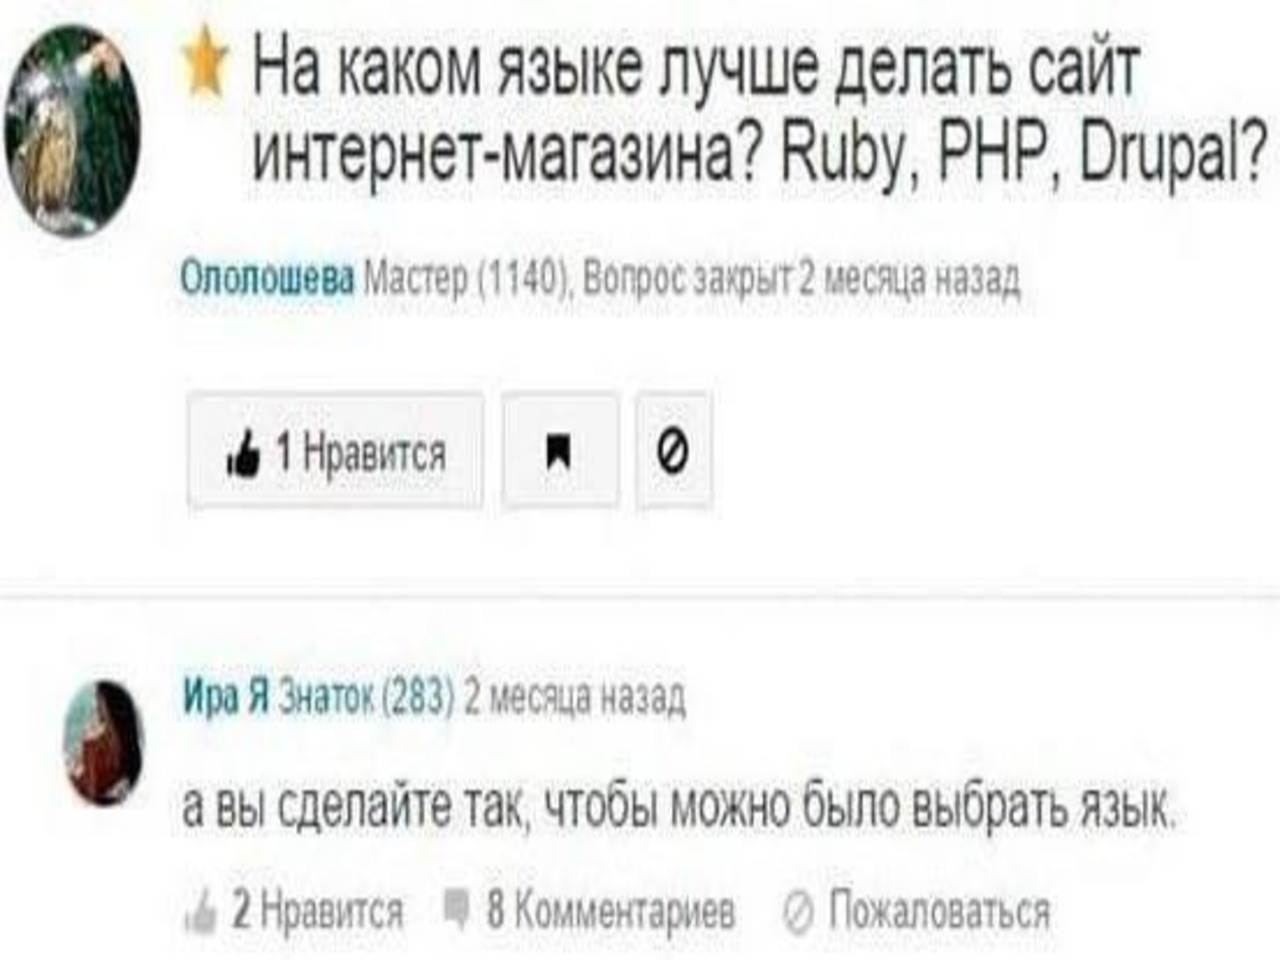 На каком языке лучше делать сайт
интернет-магазина? Ruby, PHP, Drupal?
Ололошева Мастер (1140), Вопрос закрыт 2 месяца назад
1 Нравится
Ира Я Знаток (283) 2 месяца назад
а вы сделайте так, чтобы можно было выбрать язык.
2 Нравится 8 Комментариев Пожаловаться